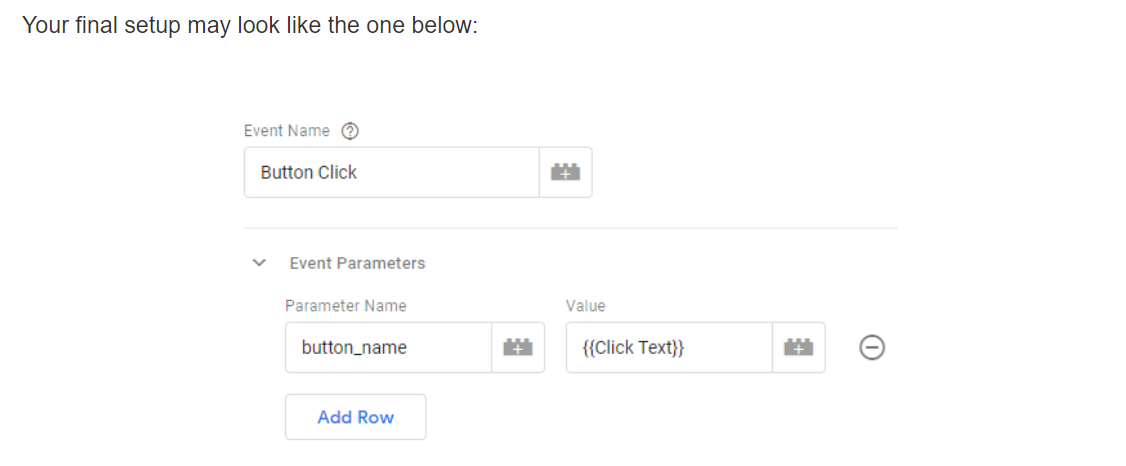 Your final setup may look like the one below:
Event Name
Button Click
Event Parameters
Parameter Name Value
button_name {{Click Text}}
Add Row